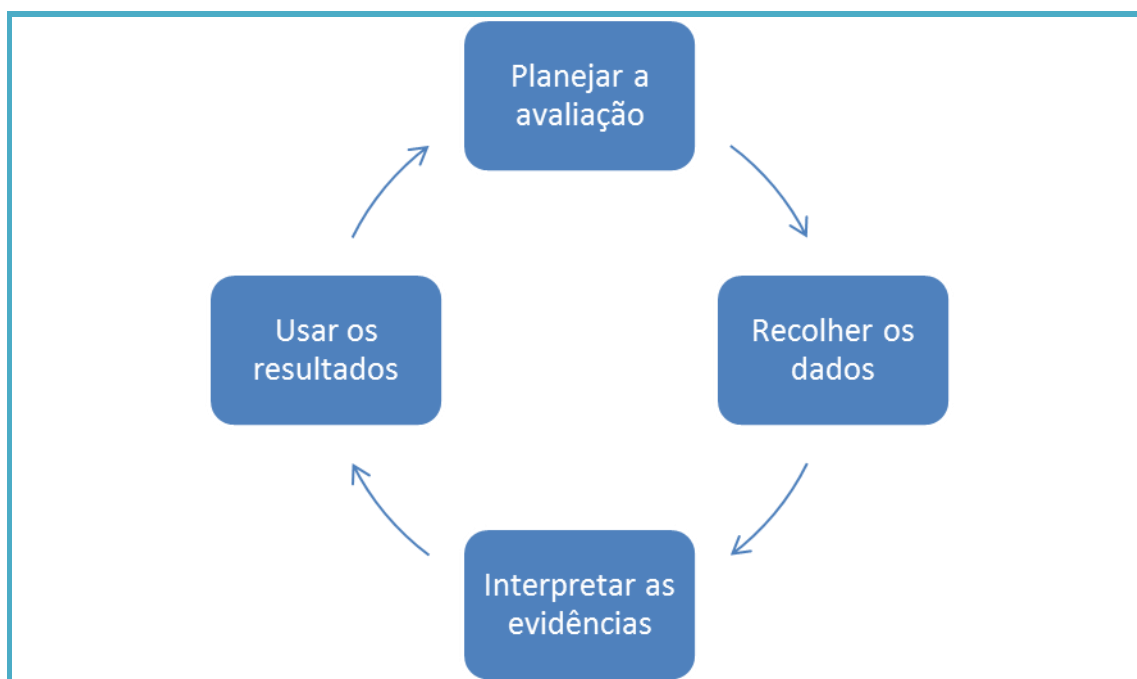 Planejar a
avaliação
Usar os
resultados
Recolher os
dados
Interpretar as
evidências